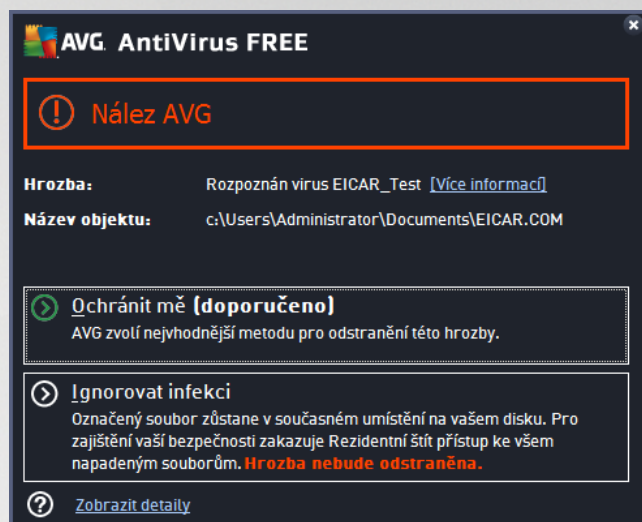 AVG. AntiVirus FREE
Nález AVG
Hrozba: Rozpoznán virus EICAR_Test [Více informací]
Název objektu: c:\Users\Administrator\Documents\EICAR.COM
Ochránit mě (doporučeno)
AVG zvolí nejvhodnější metodu pro odstranění této hrozby.
Ignorovat infekci
Označený soubor zůstane v současném umístění na vašem disku. Pro
zajištění vaší bezpečnosti zakazuje Rezidentní štít přístup ke všem
napadeným souborům. Hrozba nebude odstraněna.
Zobrazit detaily